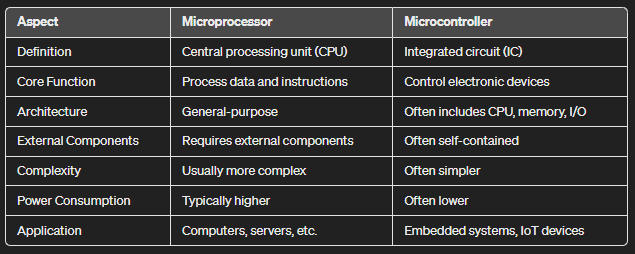 Aspect Microprocessor Microcontroller
Definition Central processing unit (CPU) Integrated circuit (IC)
Core Function Process data and instructions Control electronic devices
Architecture General-purpose Often includes CPU, memory, I/O
External Components Requires external components Often self-contained
Complexity Usually more complex Often simpler
Power Consumption Typically higher Often lower
Application Computers, servers, etc. Embedded systems, IoT devices